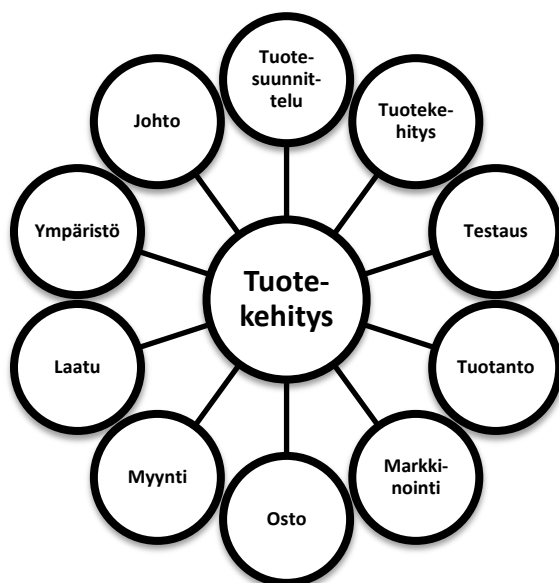 Tuote-
suunnit-
telu
Tuoteke-
hitys
Testaus
Tuotanto
Markki-
nointi
Osto
Myynti
Laatu
Ympäristö
Johto
Tuote-
kehitys